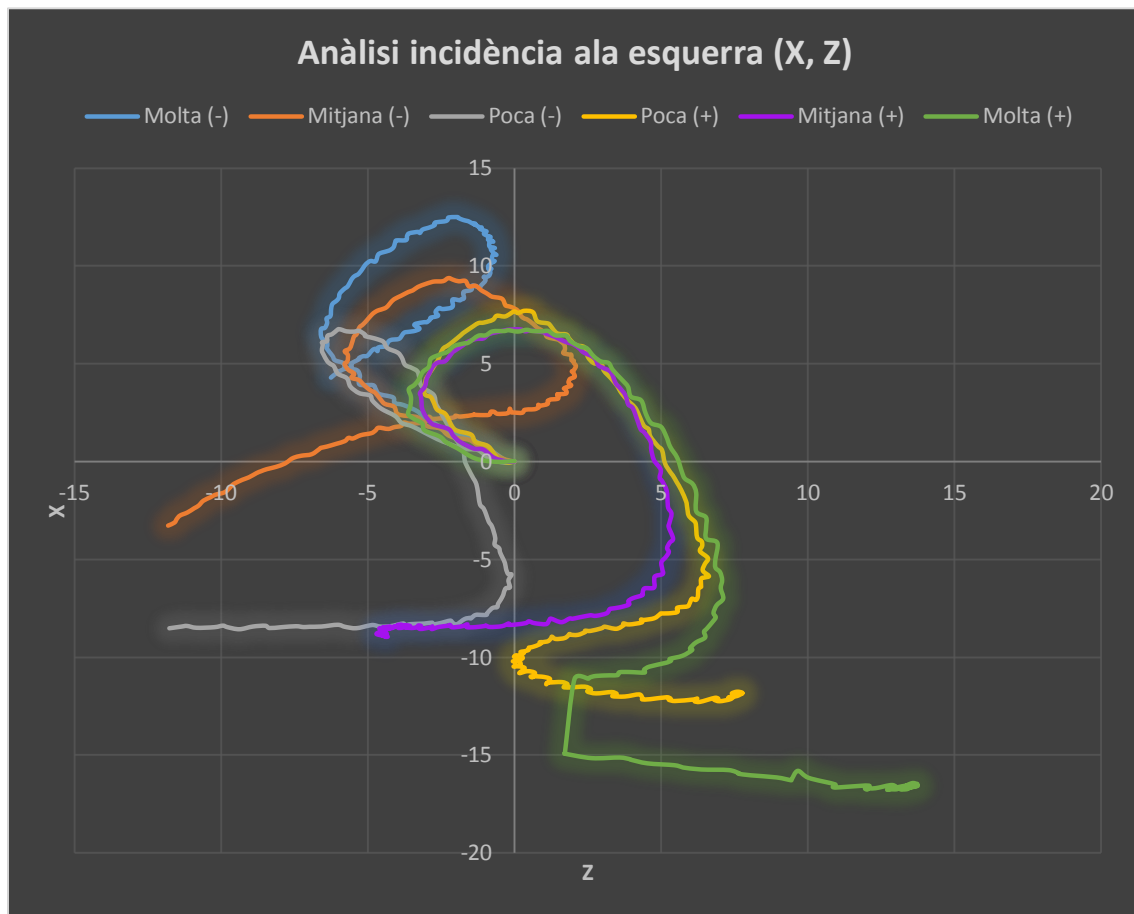 Anàlisi incidència ala esquerra (X, Z)
Molta (-) Mitjana (-) Poca (-) Poca (+) Mitjana (+) Molta (+)
15
10
5
0
-15 -10 -5 0 5 10 15 20
X
-5
-10
-15
-20
Z